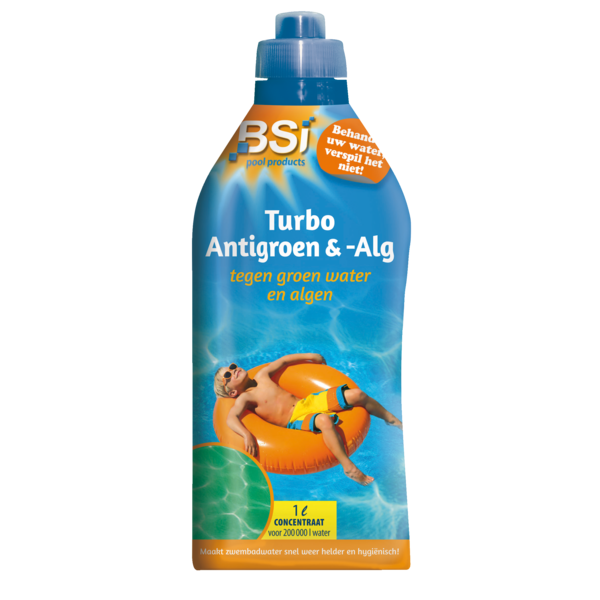 BSi
pool products
Behandel
uw water,
verspil het
niet!
Turbo
Antigroen & -Alg
tegen groen water
en algen
1 ℓ
CONCENTRAAT
voor 200 000 l water
Maakt zwembadwater snel weer helder en hygiënisch!